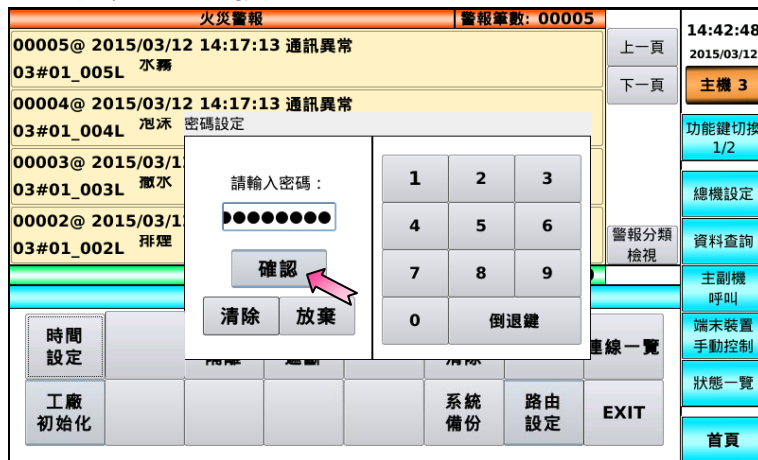 火災警報 警報筆數: 00005
00005@ 2015/03/12 14:17:13 通訊異常
03#01_005L 水霧
00004@ 2015/03/12 14:17:13 通訊異常
03#01_004L 泡沫
00003@ 2015/03/1
03#01_003L 撒水
00002@ 2015/03/1
03#01_002L 排煙
上一頁
下一頁
警報分類
檢視
14:42:48
2015/03/12
主機 3
功能鍵切換
1/2
總機設定
資料查詢
主副機
呼叫
端末裝置
手動控制
狀態一覽
首頁
密碼設定
請輸入密碼：
●●●●●●●●
確認
清除 放棄
1 2 3
4 5 6
7 8 9
0 倒退鍵
時間
設定
隔離
清除
連線一覽
工廠
初始化
系統
備份
路由
設定
EXIT